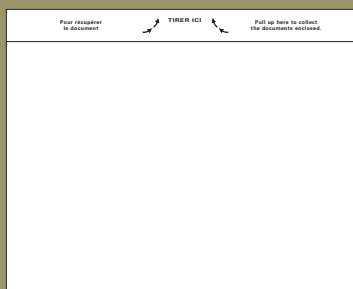 Pour récupérer
le document
TIRER ICI
Pull up here to collect
the documents enclosed.